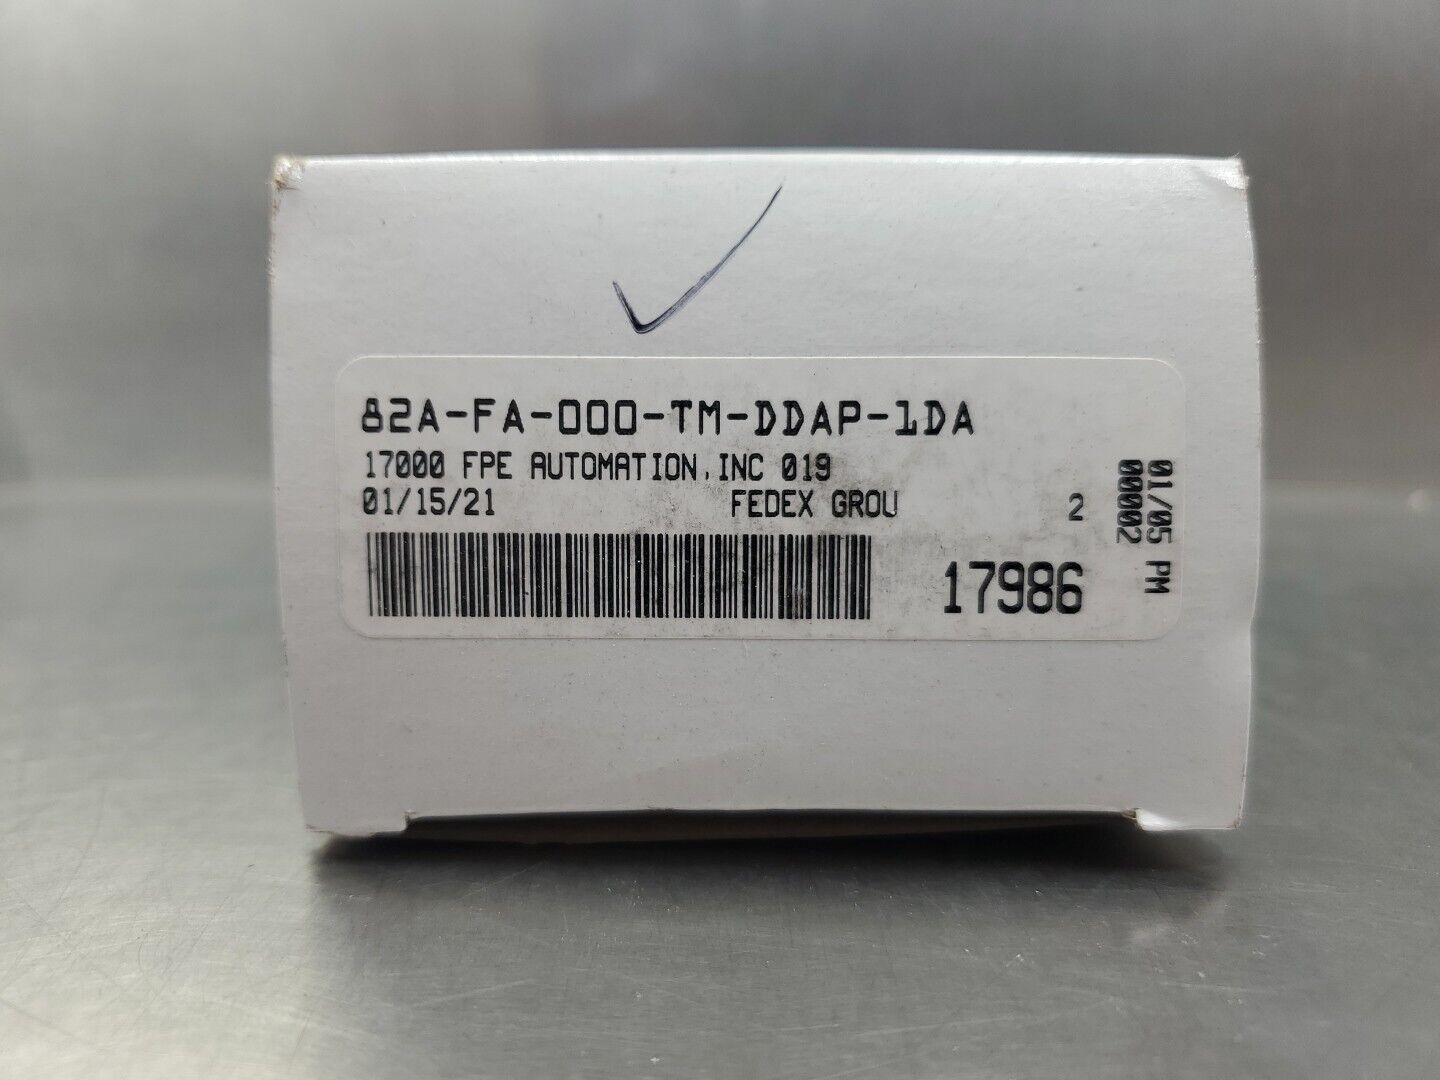 82A-FA-000-TM-DDAP-1DA
17000 FPE AUTOMATION, INC 019
01/15/21 FEDEX GROU 2
17986
01/05 PM
00002